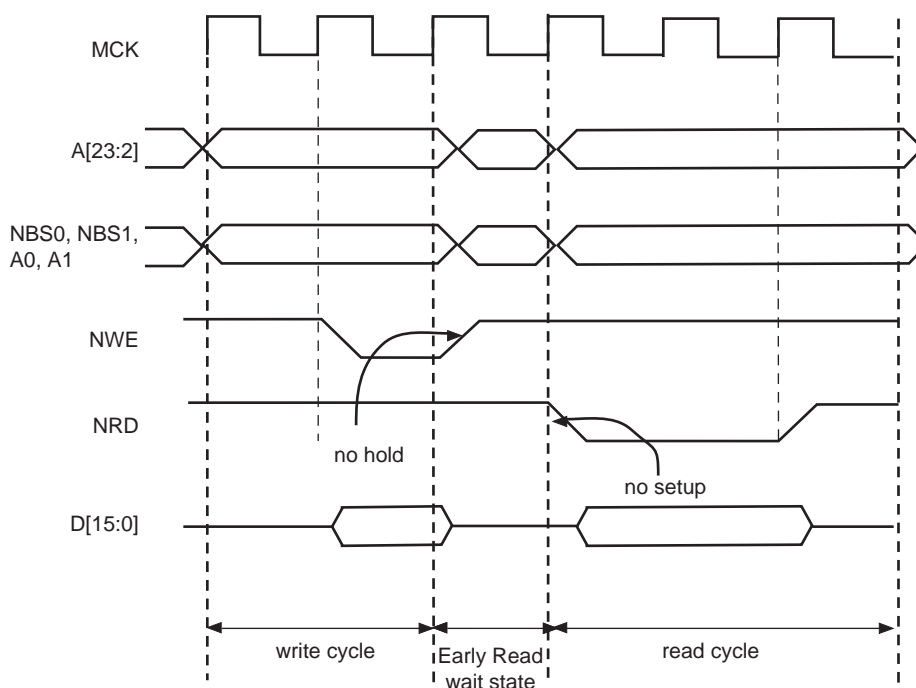 MCK
A[23:2]
NBS0, NBS1,
A0, A1
NWE
NRD
no hold
no setup
D[15:0]
write cycle
Early Read
wait state
read cycle